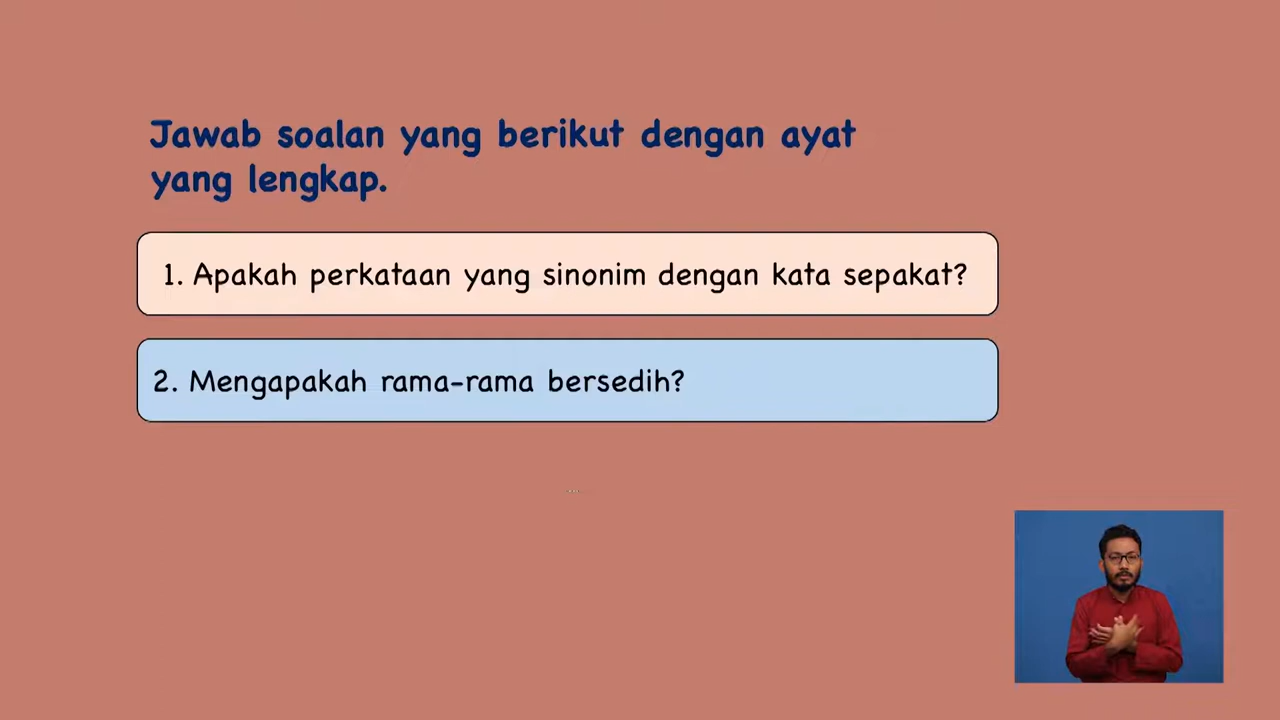 Jawab soalan yang berikut dengan ayat
yang lengkap.
1. Apakah perkataan yang sinonim dengan kata sepakat?
2. Mengapakah rama-rama bersedih?